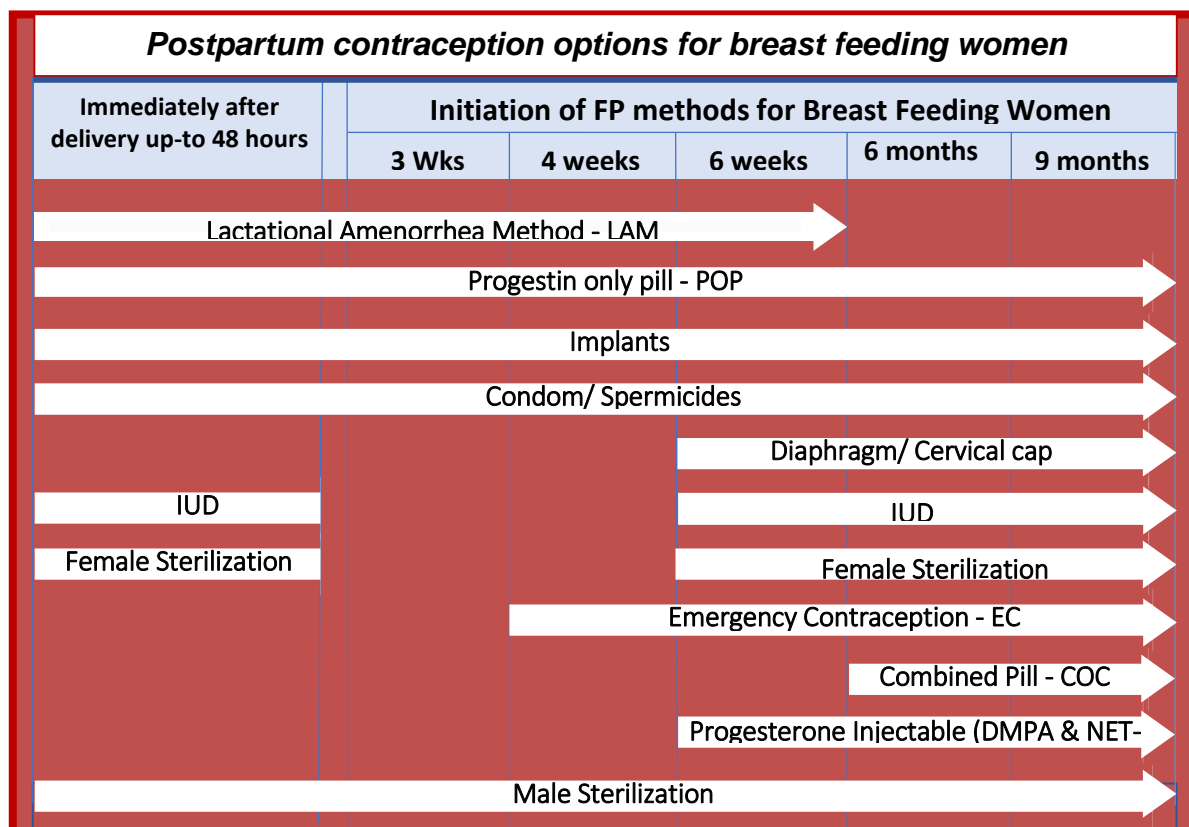 Postpartum contraception options for breast feeding women
Immediately after
delivery up-to 48 hours
Initiation of FP methods for Breast Feeding Women
3 Wks
4 weeks
6 weeks
6 months
9 months
Lactational Amenorrhea Method - LAM
Progestin only pill - POP
Implants
Condom/ Spermicides
Diaphragm/ Cervical cap
IUD
IUD
Female Sterilization
Female Sterilization
Emergency Contraception - EC
Combined Pill - COC
Progesterone Injectable (DMPA & NET-
Male Sterilization